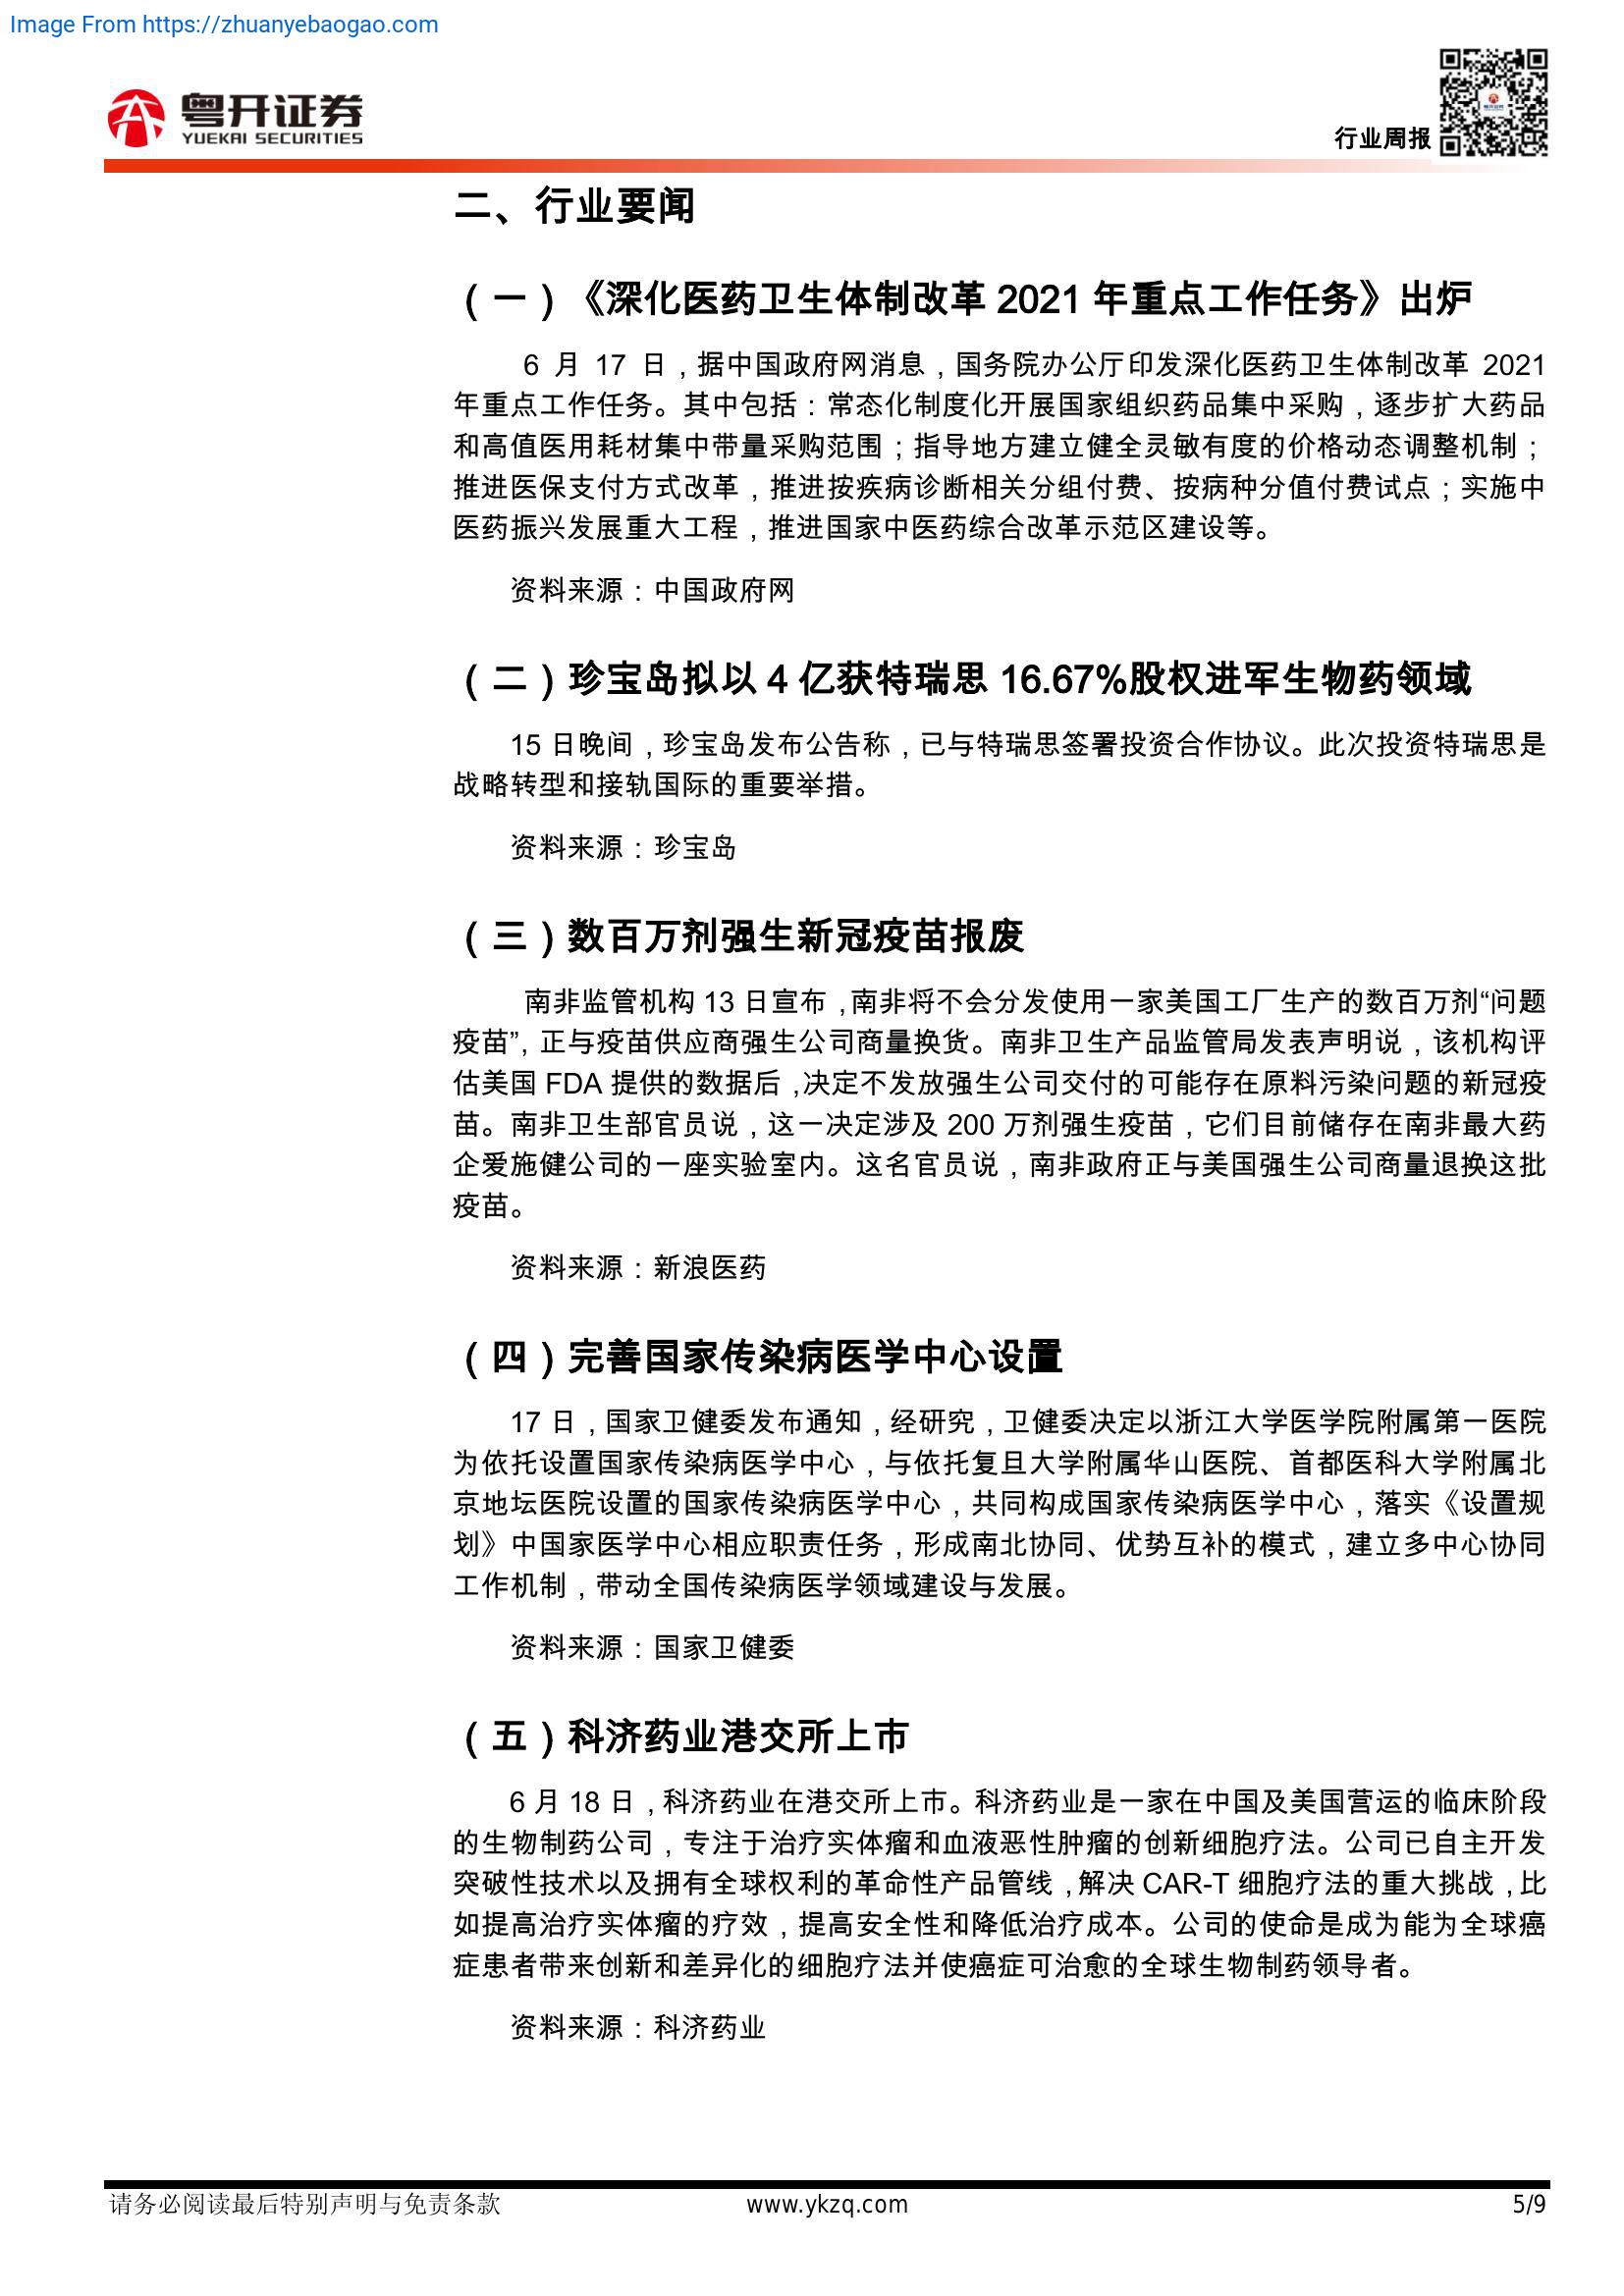 Image From https://zhuanyebaogao.com
粤开证券
YUEKAI SECURITIES
行业周报
二、行业要闻
（一）《深化医药卫生体制改革 2021 年重点工作任务》出炉
6 月 17 日，据中国政府网消息，国务院办公厅印发深化医药卫生体制改革 2021
年重点工作任务。其中包括：常态化制度化开展国家组织药品集中采购，逐步扩大药品
和高值医用耗材集中带量采购范围；指导地方建立健全灵敏有度的价格动态调整机制；
推进医保支付方式改革，推进按疾病诊断相关分组付费、按病种分值付费试点；实施中
医药振兴发展重大工程，推进国家中医药综合改革示范区建设等。
资料来源：中国政府网
（二）珍宝岛拟以 4 亿获特瑞思 16.67%股权进军生物药领域
15 日晚间，珍宝岛发布公告称，已与特瑞思签署投资合作协议。此次投资特瑞思是
战略转型和接轨国际的重要举措。
资料来源：珍宝岛
（三）数百万剂强生新冠疫苗报废
南非监管机构 13 日宣布，南非将不会分发使用一家美国工厂生产的数百万剂“问题
疫苗”，正与疫苗供应商强生公司商量换货。南非卫生产品监管局发表声明说，该机构评
估美国 FDA 提供的数据后，决定不发放强生公司交付的可能存在原料污染问题的新冠疫
苗。南非卫生部官员说，这一决定涉及 200 万剂强生疫苗，它们目前储存在南非最大药
企爱施健公司的一座实验室内。这名官员说，南非政府正与美国强生公司商量退换这批
疫苗。
资料来源：新浪医药
（四）完善国家传染病医学中心设置
17 日，国家卫健委发布通知，经研究，卫健委决定以浙江大学医学院附属第一医院
为依托设置国家传染病医学中心，与依托复旦大学附属华山医院、首都医科大学附属北
京地坛医院设置的国家传染病医学中心，共同构成国家传染病医学中心，落实《设置规
划》中国家医学中心相应职责任务，形成南北协同、优势互补的模式，建立多中心协同
工作机制，带动全国传染病医学领域建设与发展。
资料来源：国家卫健委
（五）科济药业港交所上市
6 月 18 日，科济药业在港交所上市。科济药业是一家在中国及美国营运的临床阶段
的生物制药公司，专注于治疗实体瘤和血液恶性肿瘤的创新细胞疗法。公司已自主开发
突破性技术以及拥有全球权利的革命性产品管线，解决 CAR-T 细胞疗法的重大挑战，比
如提高治疗实体瘤的疗效，提高安全性和降低治疗成本。公司的使命是成为能为全球癌
症患者带来创新和差异化的细胞疗法并使癌症可治愈的全球生物制药领导者。
资料来源：科济药业
请务必阅读最后特别声明与免责条款
www.ykzq.com
5/9